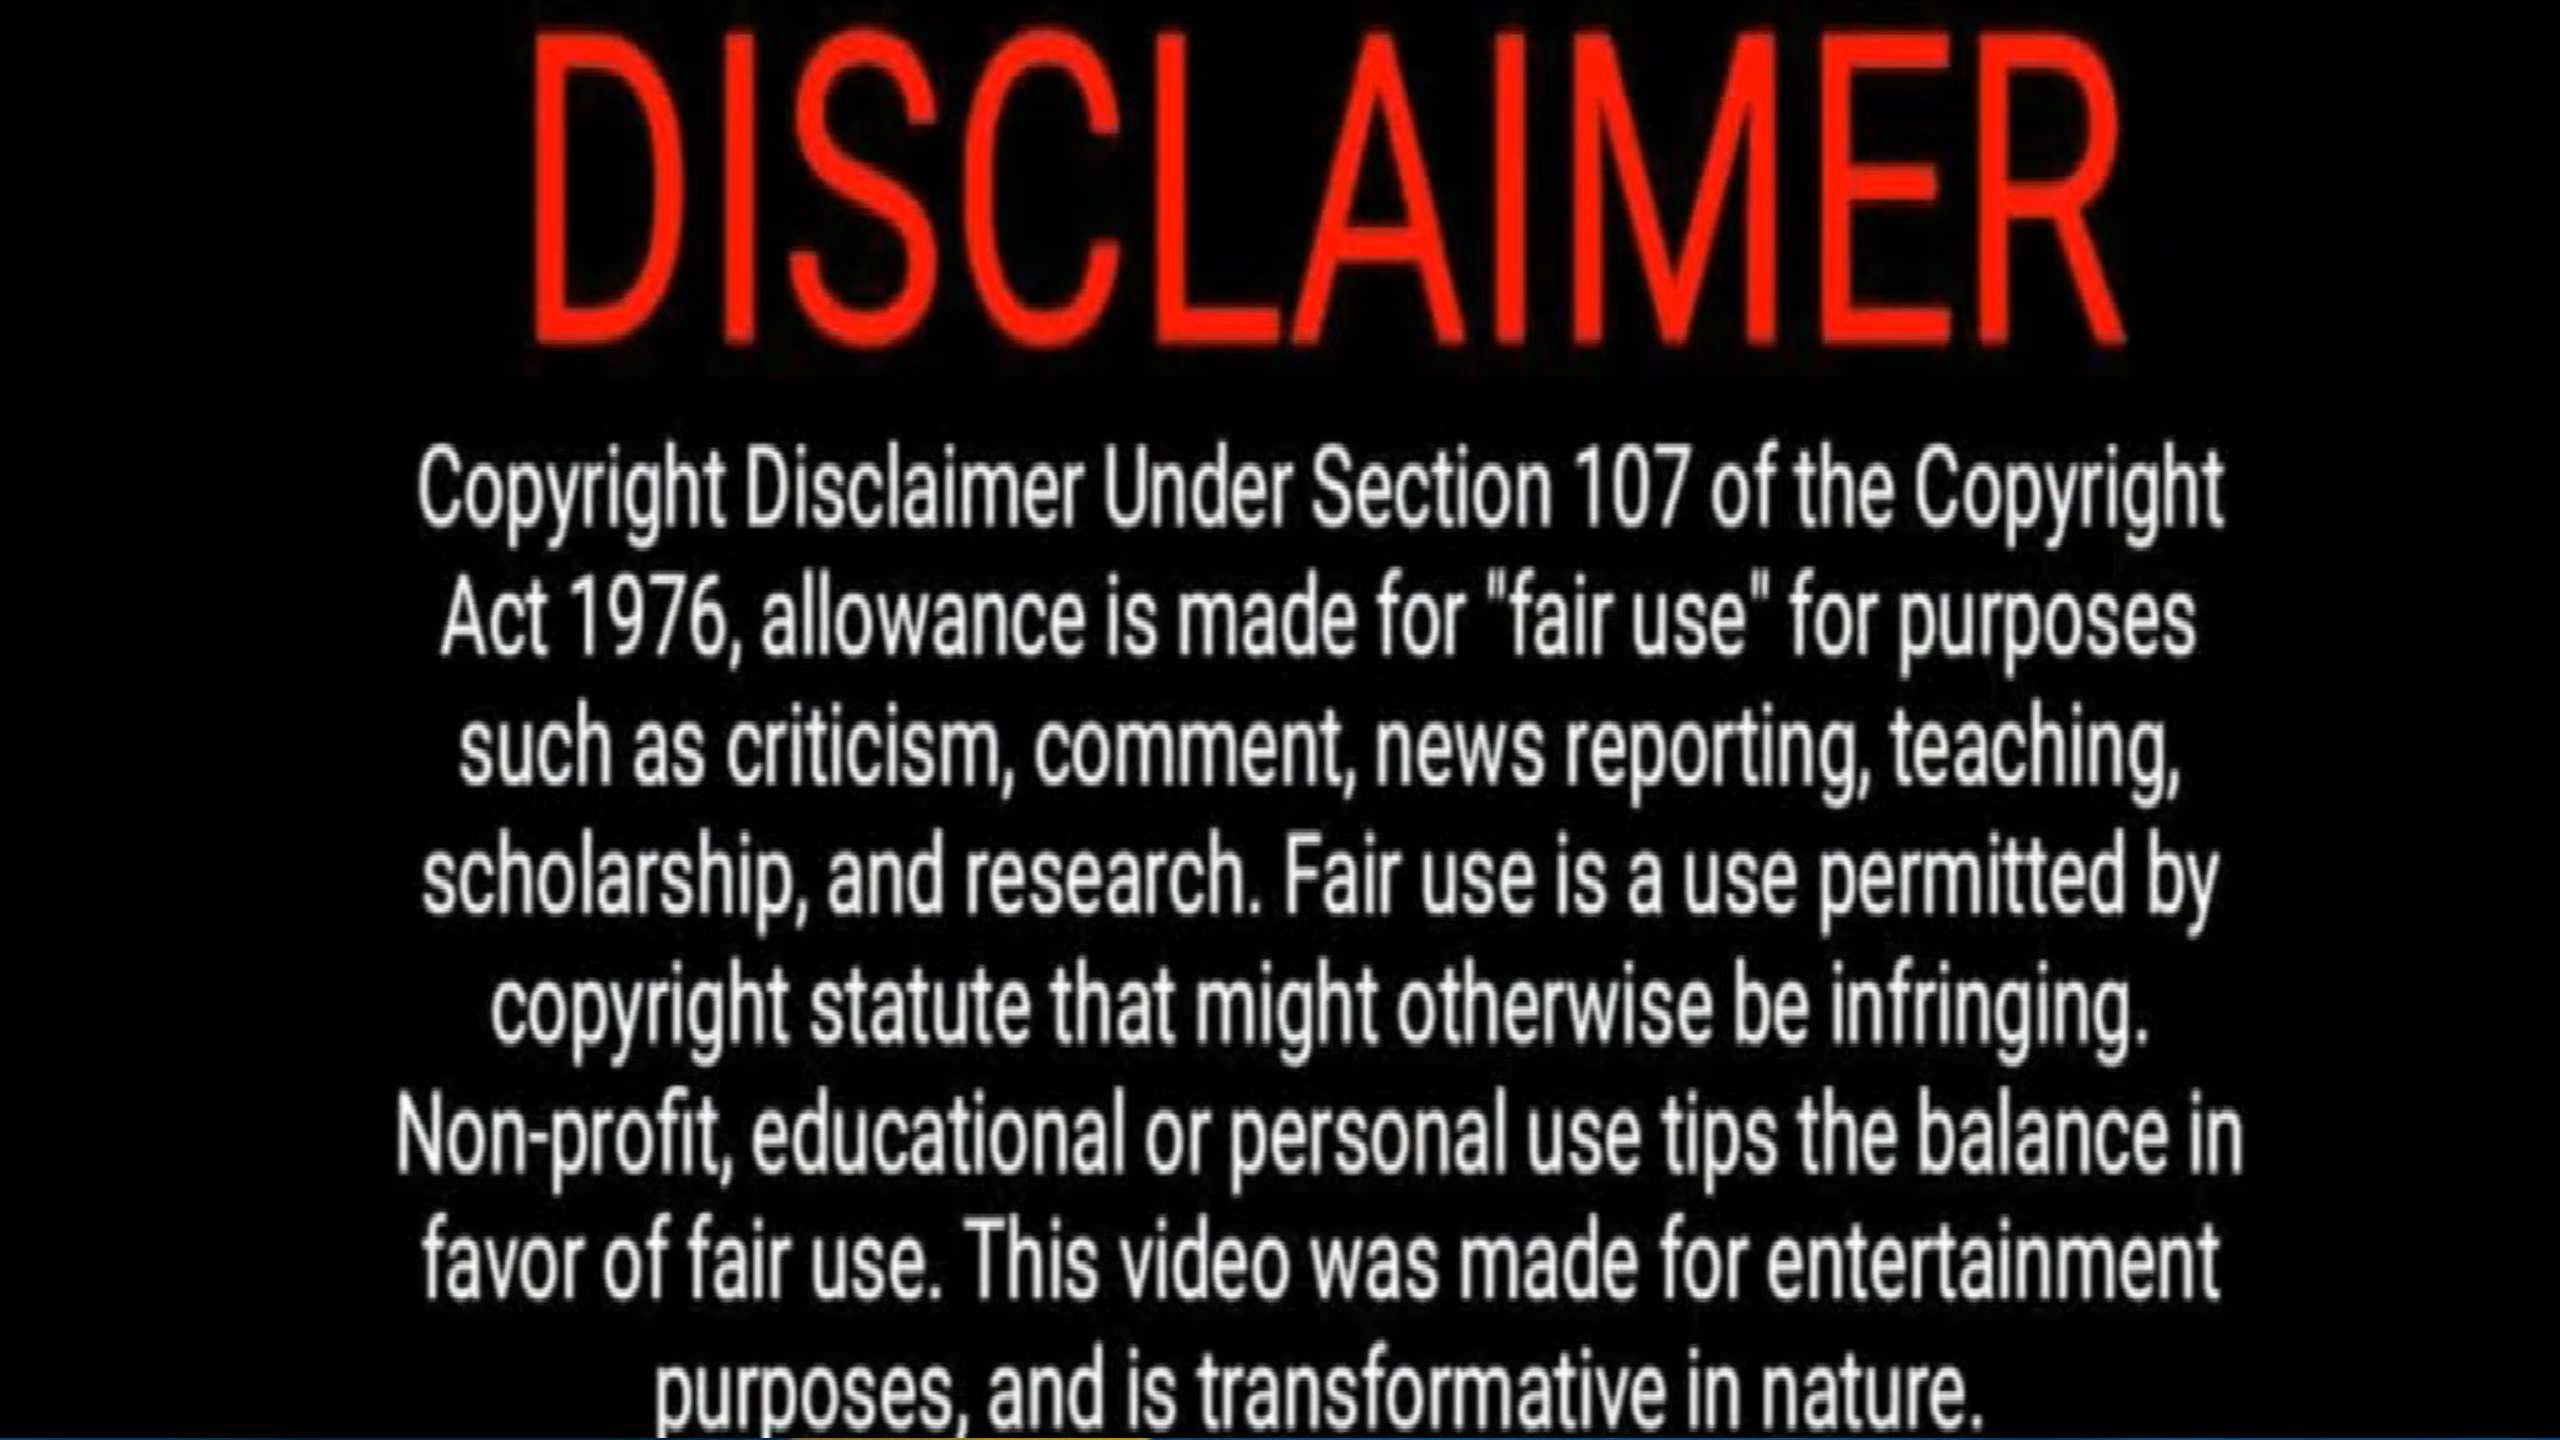 DISCLAIMER
Copyright Disclaimer Under Section 107 of the Copyright
Act 1976, allowance is made for "fair use" for purposes
such as criticism, comment, news reporting, teaching,
scholarship, and research. Fair use is a use permitted by
copyright statute that might otherwise be infringing.
Non-profit, educational or personal use tips the balance in
favor of fair use. This video was made for entertainment
purposes, and is transformative in nature.